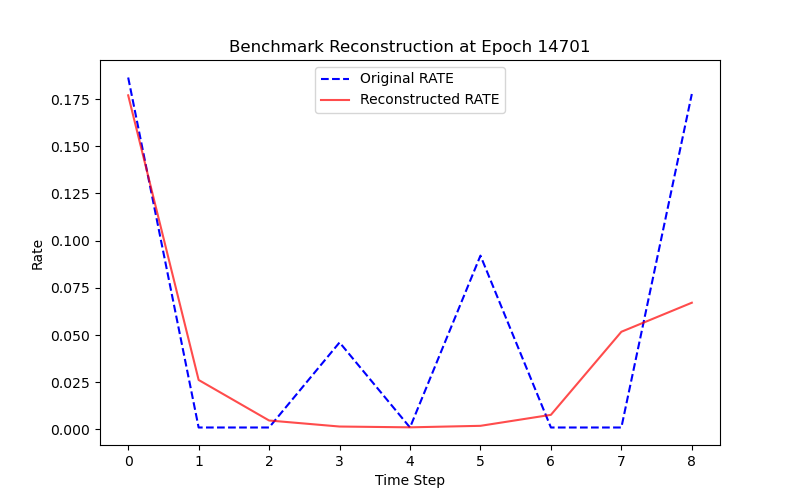 Benchmark Reconstruction at Epoch 14701
Original RATE
Reconstructed RATE
0.175
0.150
0.125
0.100
0.075
0.050
0.025
0.000
Rate
0 1 2 3 4 5 6 7 8
Time Step